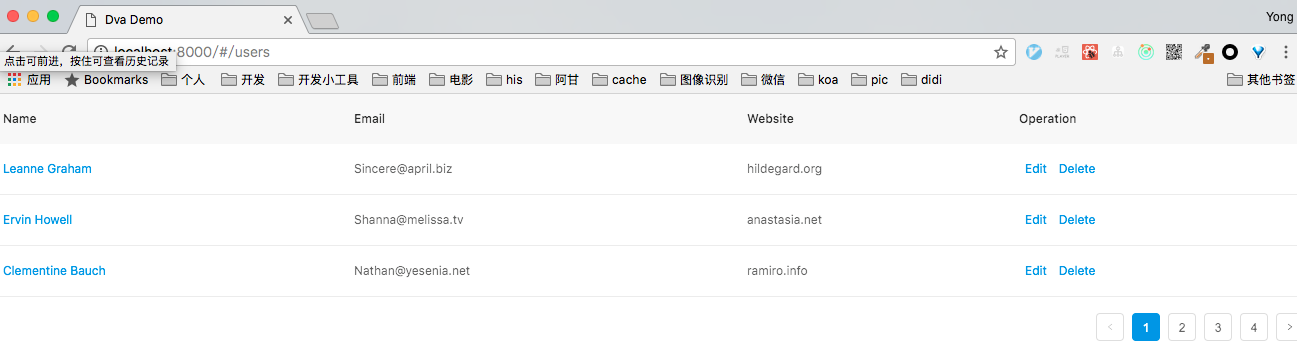 Dva Demo
Yong
localhost:8000/#/users
点击可前进，按住可查看历史记录
应用 Bookmarks 个人 开发 开发小工具 前端 电影 his 阿甘 cache 图像识别 微信 koa pic didi 其他书签
Name Email Website Operation
Leanne Graham Sincere@april.biz hildegard.org Edit Delete
Ervin Howell Shanna@melissa.tv anastasia.net Edit Delete
Clementine Bauch Nathan@yesenia.net ramiro.info Edit Delete
< 1 2 3 4 >